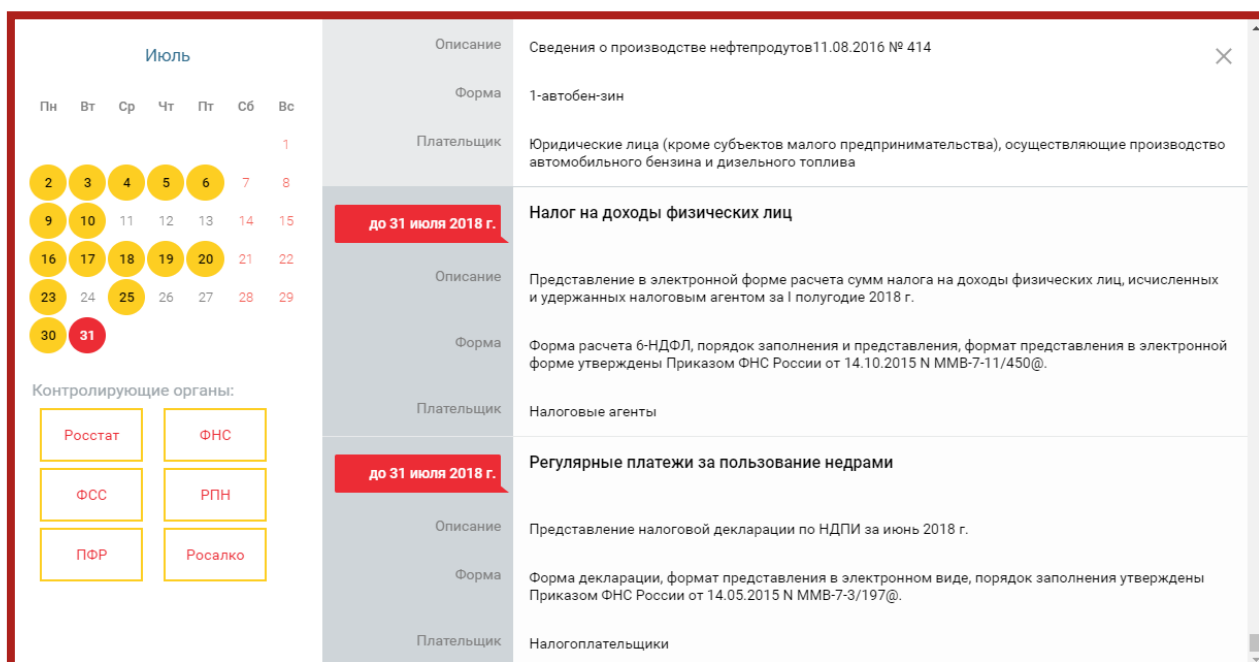 Июль
Пн Вт Ср Чт Пт Сб Вс
1
2 3 4 5 6 7 8
9 10 11 12 13 14 15
16 17 18 19 20 21 22
23 24 25 26 27 28 29
30 31
Контролирующие органы:
Росстат ФНС
ФСС РПН
ПФР Росалко
Описание Сведения о производстве нефтепродутов11.08.2016 № 414
Форма 1-автобен-зин
Плательщик Юридические лица (кроме субъектов малого предпринимательства), осуществляющие производство
автомобильного бензина и дизельного топлива
до 31 июля 2018 г. Налог на доходы физических лиц
Описание Представление в электронной форме расчета сумм налога на доходы физических лиц, исчисленных
и удержанных налоговым агентом за I полугодие 2018 г.
Форма Форма расчета 6-НДФЛ, порядок заполнения и представления, формат представления в электронной
форме утверждены Приказом ФНС России от 14.10.2015 N ММВ-7-11/450@.
Плательщик Налоговые агенты
до 31 июля 2018 г. Регулярные платежи за пользование недрами
Описание Представление налоговой декларации по НДПИ за июнь 2018 г.
Форма Форма декларации, формат представления в электронном виде, порядок заполнения утверждены
Приказом ФНС России от 14.05.2015 N ММВ-7-3/197@.
Плательщик Налогоплательщики